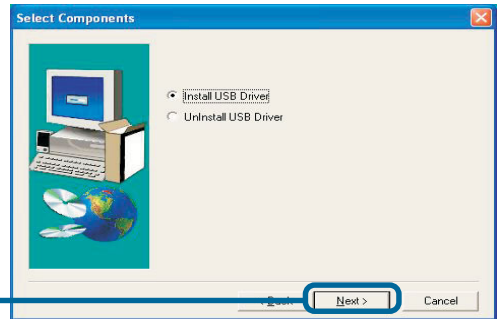 Select Components
Install USB Driver
UnInstall USB Driver
Next > Cancel